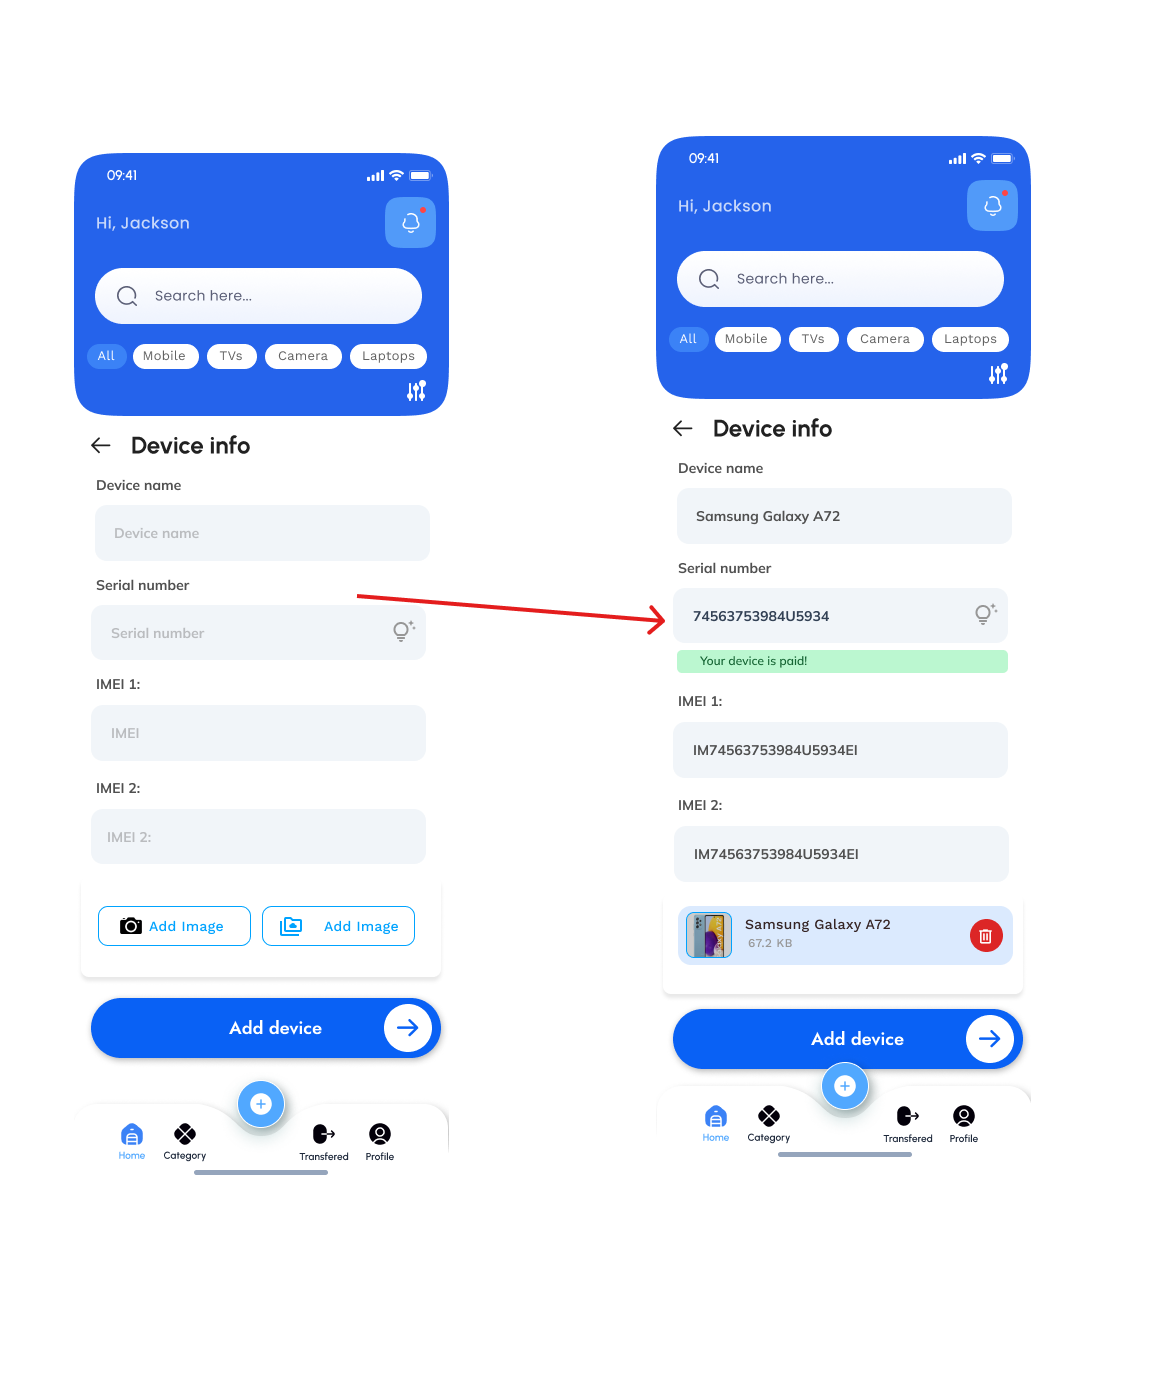 09:41
Hi, Jackson
Search here...
All Mobile TVs Camera Laptops
Device info
Device name
Device name
Serial number
Serial number
IMEI 1:
IMEI
IMEI 2:
IMEI 2:
Add Image Add Image
Add device
Home Category Transfered Profile
09:41
Hi, Jackson
Search here...
All Mobile TVs Camera Laptops
Device info
Device name
Samsung Galaxy A72
Serial number
74563753984U5934
Your device is paid!
IMEI 1:
IM74563753984U5934EI
IMEI 2:
IM74563753984U5934EI
Samsung Galaxy A72
67.2 KB
Add device
Home Category Transfered Profile